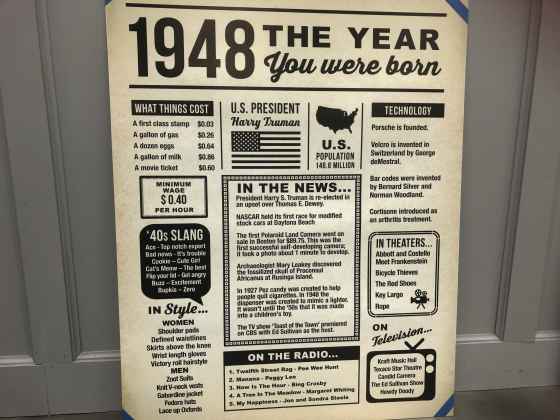 1948 THE YEAR
You were born
WHAT THINGS COST
A first class stamp $0.03
A gallon of gas $0.26
A dozen eggs $0.64
A gallon of milk $0.86
A movie ticket $0.60
MINIMUM
WAGE
$ 0.40
PER HOUR
'40s SLANG
Ace - Top notch expert
Bad news - It's trouble
Cookie - Cute Girl
Cat's Meow - The best
Flip your lid - Get angry
Buzz - Excitement
Bupkis - Zero
IN Style...
WOMEN
Shoulder pads
Defined waistlines
Skirts above the knee
Wrist length gloves
Victory roll hairstyle
MEN
Zoot Suits
Knit V-neck vests
Gaberdine jacket
Fedora hats
Lace up Oxfords
U.S. PRESIDENT
Harry Truman
U.S.
POPULATION
146.6 MILLION
IN THE NEWS...
President Harry S. Truman is re-elected in
an upset over Thomas E. Dewey.
NASCAR held its first race for modified
stock cars at Daytona Beach
The first Polaroid Land Camera went on
sale in Boston for $89.75. This was the
first successful self-developing camera;
it took a photo about 1 minute to develop.
Archaeologist Mary Leakey discovered
the fossilized skull of Proconsul
Africanus at Rusinga Island.
In 1927 Pez candy was created to help
people quit cigarettes. In 1948 the
dispenser was created to mimic a lighter.
It wasn't until the '50s that it was made
into a children's toy.
The TV show 'Toast of the Town' premiered
on CBS with Ed Sullivan as the host.
ON THE RADIO...
1. Twelfth Street Rag - Pee Wee Hunt
2. Manana - Peggy Lee
3. Now Is The Hour - Bing Crosby
4. A Tree In The Meadow - Margaret Whiting
5. My Happiness - Jon and Sondra Steele
TECHNOLOGY
Porsche is founded.
Velcro is invented in
Switzerland by George
deMestral.
Bar codes were invented
by Bernard Silver and
Norman Woodland.
Cortisone introduced as
an arthritis treatment.
IN THEATERS...
Abbott and Costello
Meet Frankenstein
Bicycle Thieves
The Red Shoes
Key Largo
Rope
ON
Television...
Kraft Music Hall
Texaco Star Theatre
Candid Camera
The Ed Sullivan Show
Howdy Doody